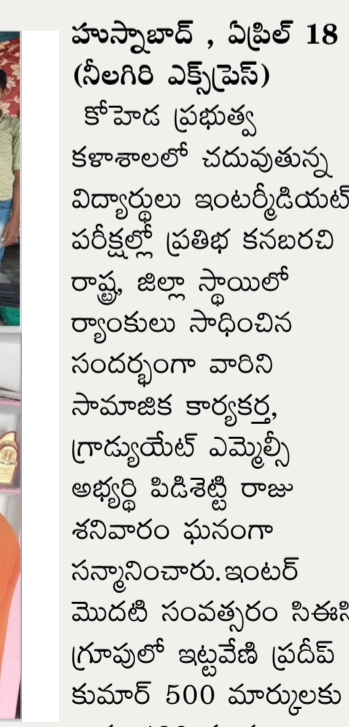 హుస్నాబాద్ , ఏప్రిల్ 18
(నీలగిరి ఎక్స్‌ప్రెస్)
కోహెడ ప్రభుత్వ
కళాశాలలో చదువుతున్న
విద్యార్థులు ఇంటర్మీడియట్
పరీక్షల్లో ప్రతిభ కనబరచి
రాష్ట్ర, జిల్లా స్థాయిలో
ర్యాంకులు సాధించిన
సందర్భంగా వారిని
సామాజిక కార్యకర్త,
గ్రాడ్యుయేట్ ఎమ్మెల్సీ
అభ్యర్థి పిడిశెట్టి రాజు
శనివారం ఘనంగా
సన్మానించారు.ఇంటర్
మొదటి సంవత్సరం సిఈసి
గ్రూపులో ఇట్టవేణి ప్రదీప్
కుమార్ 500 మార్కులకు